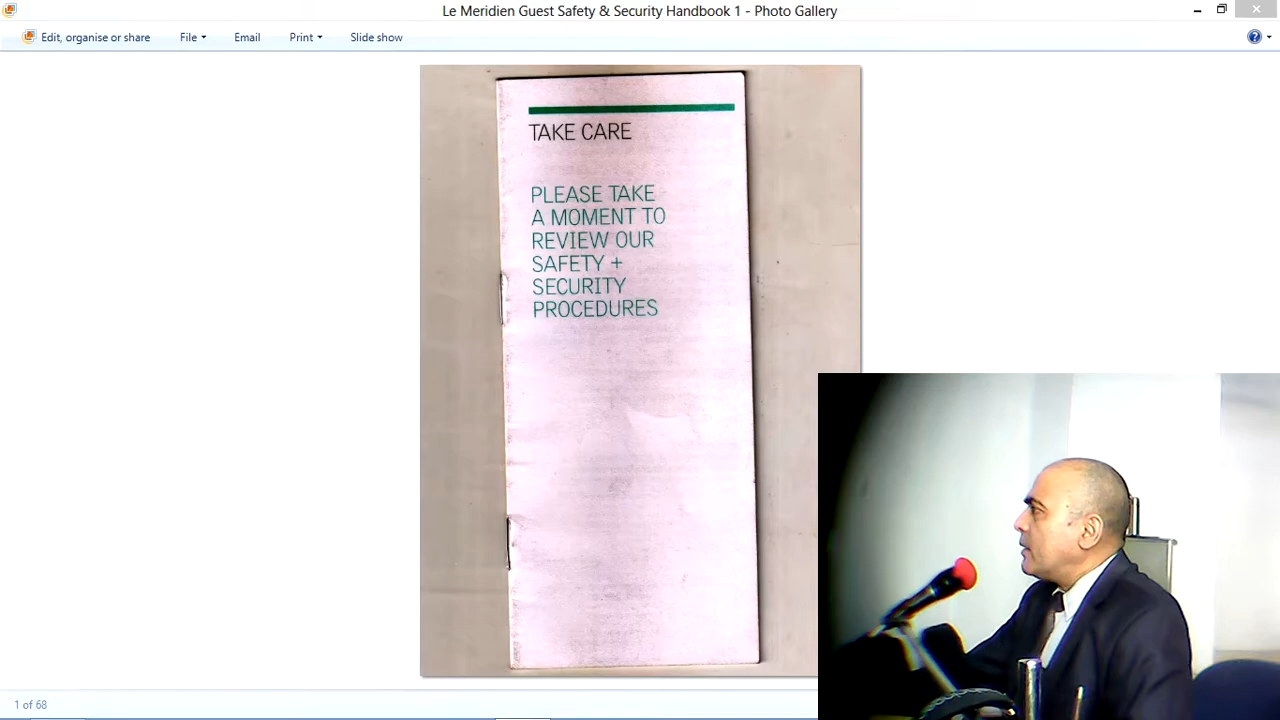 Le Meridien Guest Safety & Security Handbook 1 - Photo Gallery
Edit, organise or share File Email Print Slide show
TAKE CARE
PLEASE TAKE
A MOMENT TO
REVIEW OUR
SAFETY +
SECURITY
PROCEDURES
1 of 68